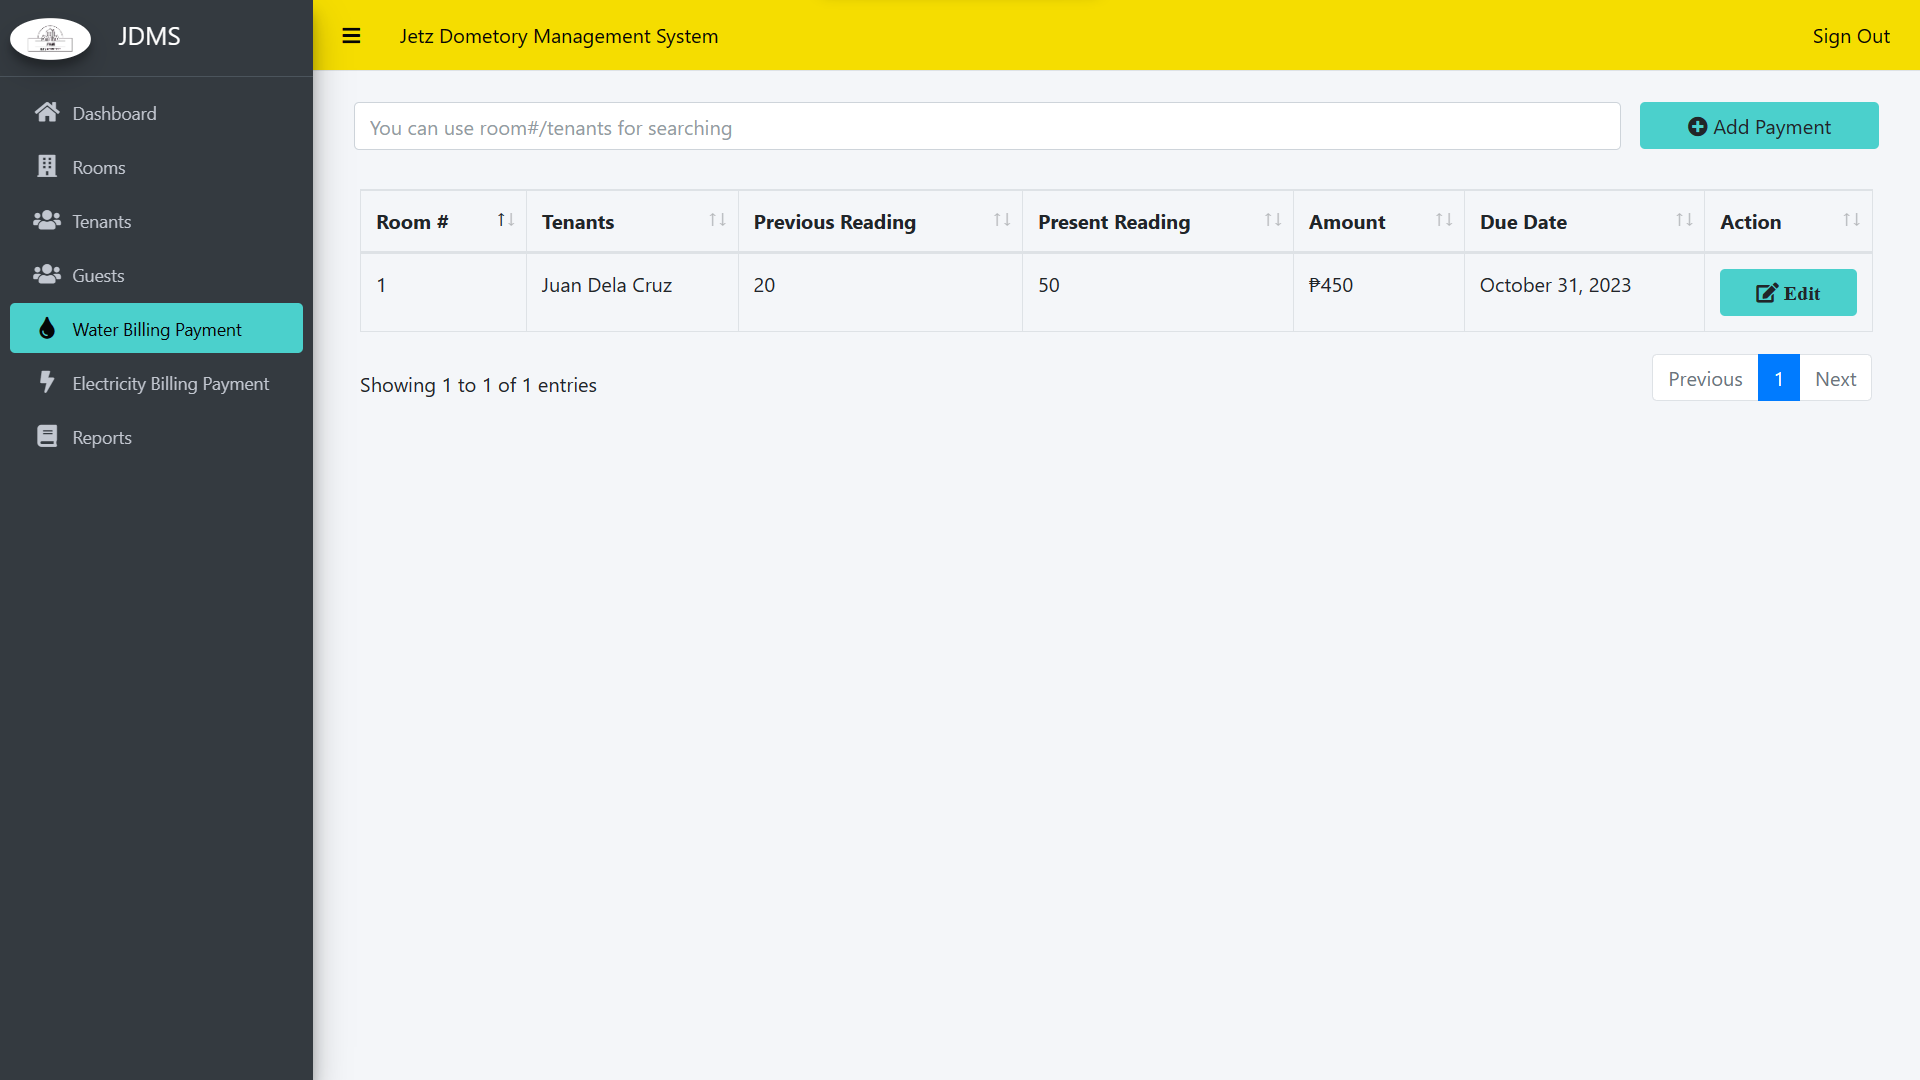 JDMS
Jetz Dometory Management System
Sign Out
Dashboard
Rooms
Tenants
Guests
Water Billing Payment
Electricity Billing Payment
Reports
You can use room#/tenants for searching
Add Payment
Room # Tenants Previous Reading Present Reading Amount Due Date Action
1 Juan Dela Cruz 20 50 ₱450 October 31, 2023 Edit
Showing 1 to 1 of 1 entries
Previous 1 Next